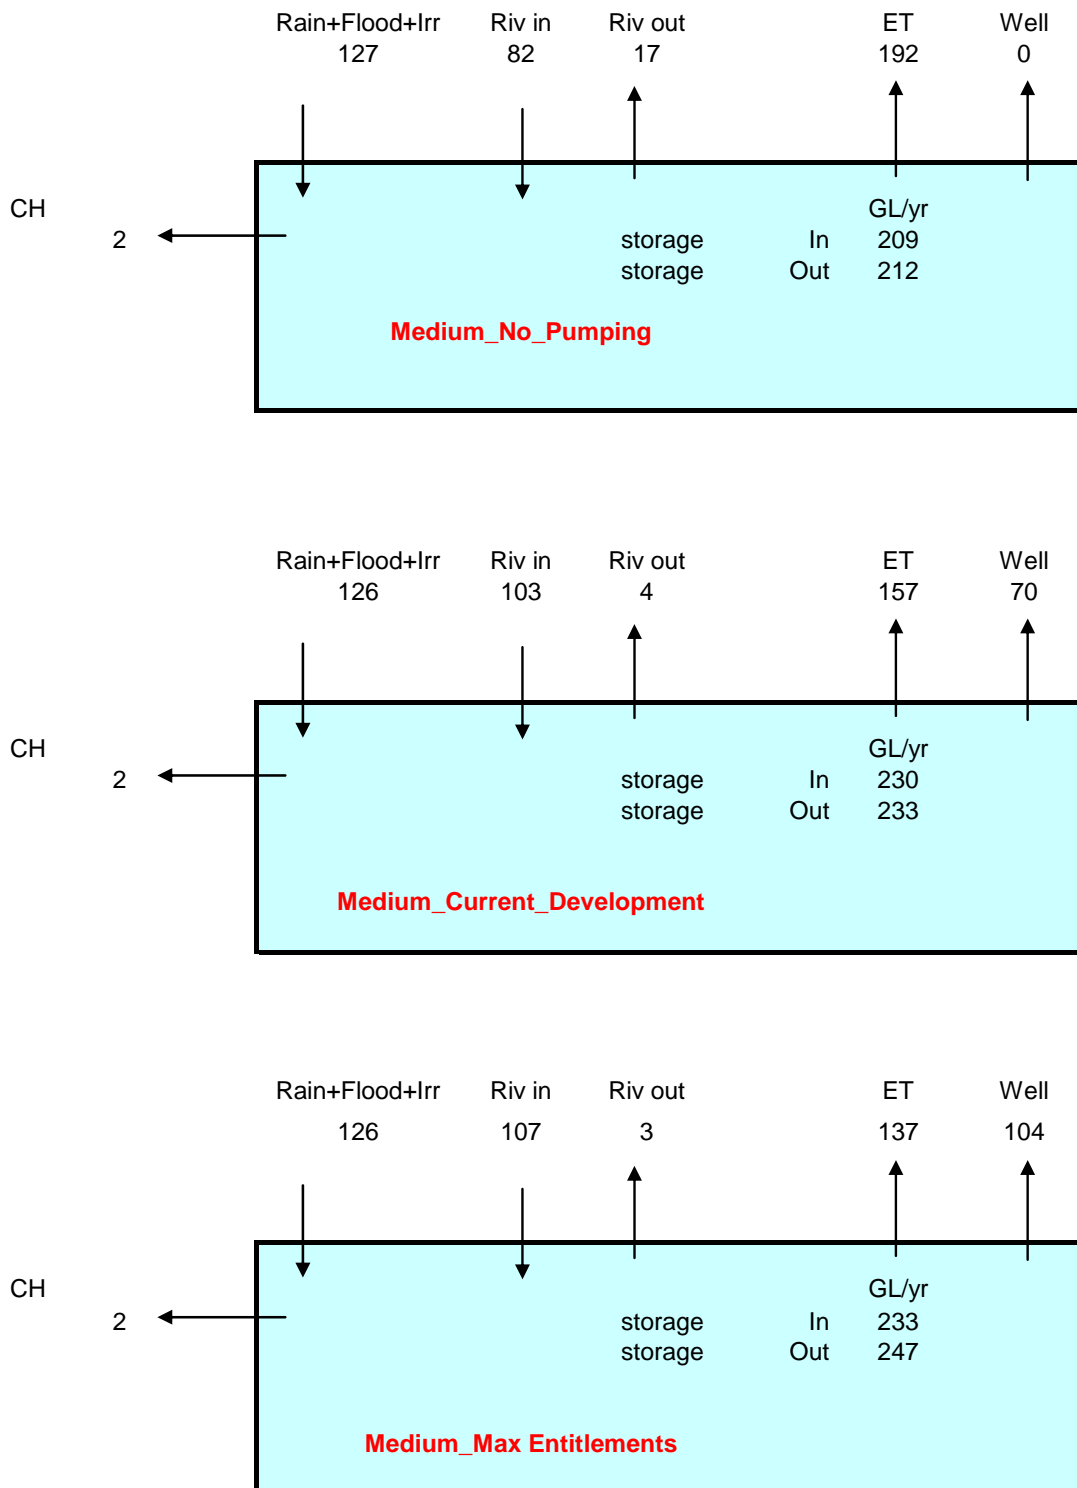 Rain+Flood+Irr Riv in Riv out ET Well
127 82 17 192 0
CH GL/yr
2 storage In 209
storage Out 212
Medium_No_Pumping
Rain+Flood+Irr Riv in Riv out ET Well
126 103 4 157 70
CH GL/yr
2 storage In 230
storage Out 233
Medium_Current_Development
Rain+Flood+Irr Riv in Riv out ET Well
126 107 3 137 104
CH GL/yr
2 storage In 233
storage Out 247
Medium_Max Entitlements